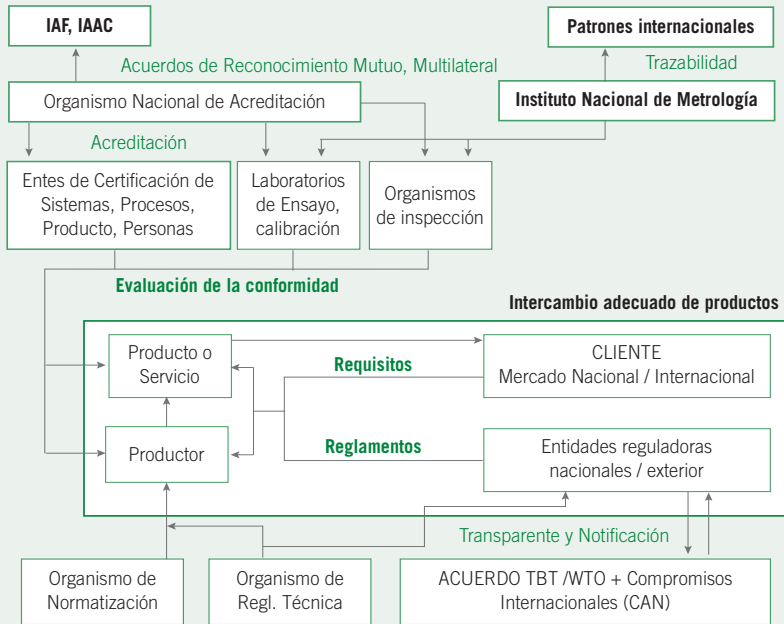 IAF, IAAC
Patrones internacionales
Acuerdos de Reconocimiento Mutuo, Multilateral
Trazabilidad
Organismo Nacional de Acreditación
Instituto Nacional de Metrología
Acreditación
Entes de Certificación de
Sistemas, Procesos,
Producto, Personas
Laboratorios
de Ensayo,
calibración
Organismos
de inspección
Evaluación de la conformidad
Intercambio adecuado de productos
Producto o
Servicio
Requisitos
CLIENTE
Mercado Nacional / Internacional
Productor
Reglamentos
Entidades reguladoras
nacionales / exterior
Transparente y Notificación
Organismo de
Normatización
Organismo de
Regl. Técnica
ACUERDO TBT /WTO + Compromisos
Internacionales (CAN)